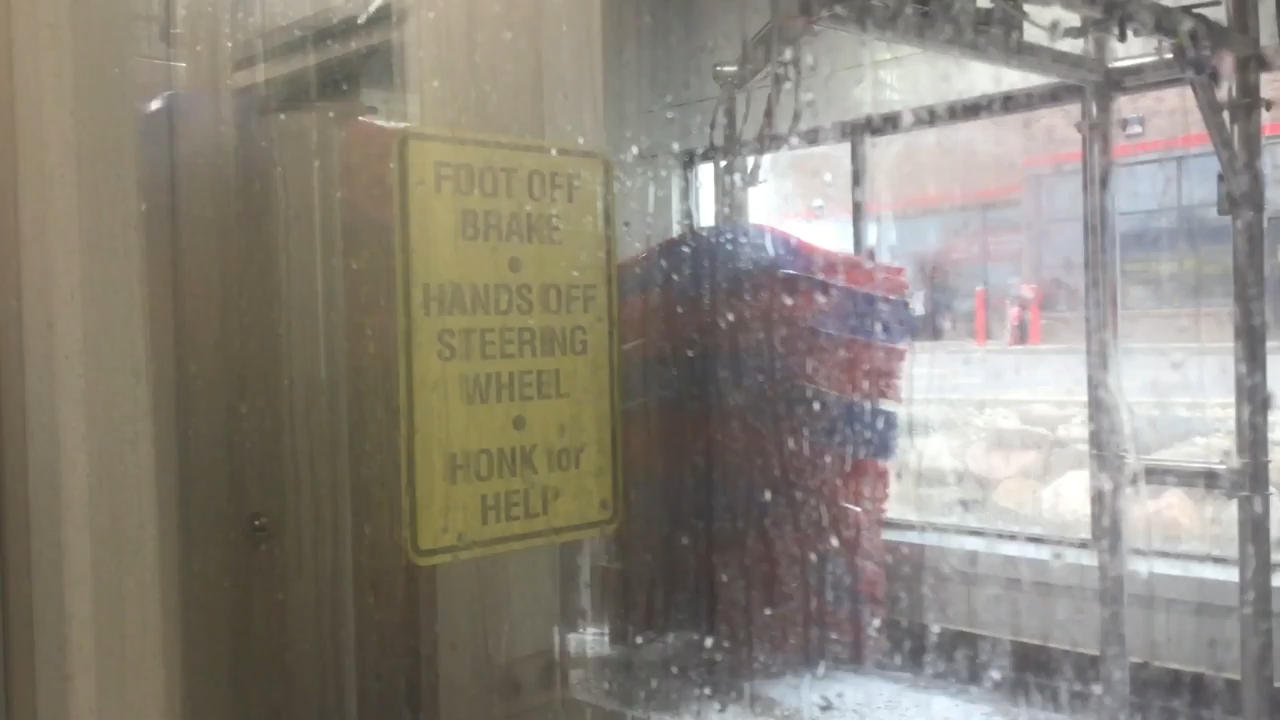 FOOT OFF
BRAKE
•
HANDS OFF
STEERING
WHEEL
•
HONK for
HELP